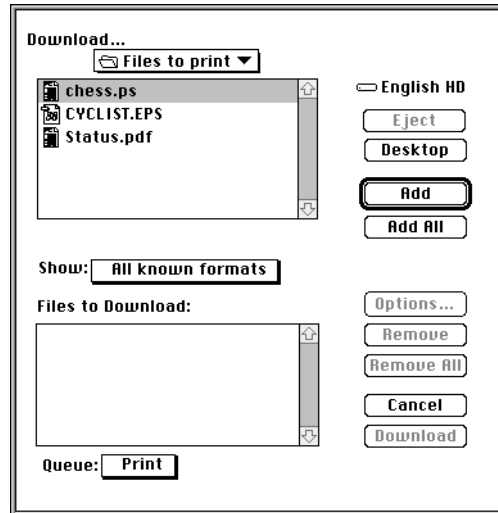 Download...
Files to print
chess.ps
CYCLIST.EPS
Status.pdf
English HD
Eject
Desktop
Add
Add All
Show: All known formats
Files to Download:
Options...
Remove
Remove All
Cancel
Download
Queue: Print